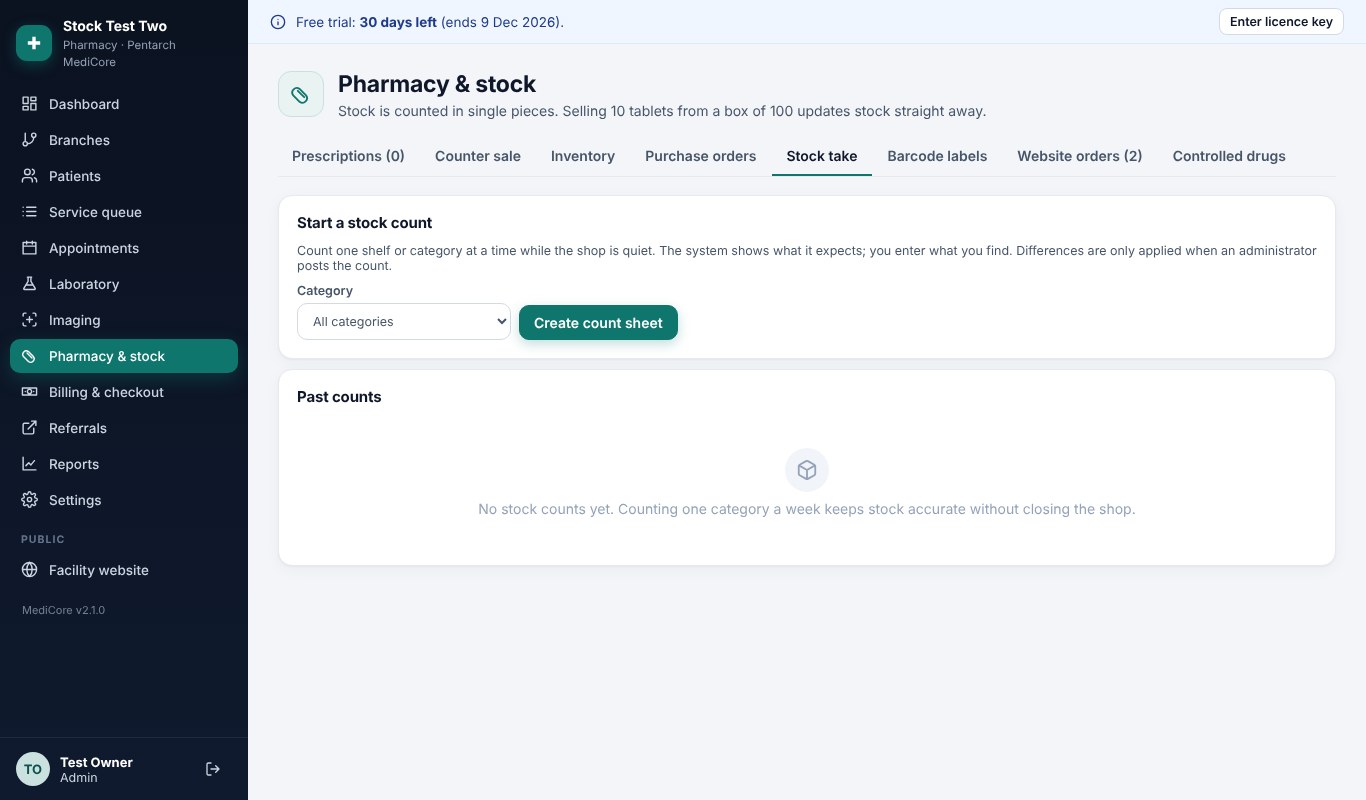 Stock Test Two
Pharmacy · Pentarch
MediCore
Dashboard
Branches
Patients
Service queue
Appointments
Laboratory
Imaging
Pharmacy & stock
Billing & checkout
Referrals
Reports
Settings
PUBLIC
Facility website
MediCore v2.1.0
TO
Test Owner
Admin
Free trial: 30 days left (ends 9 Dec 2026).
Enter licence key
Pharmacy & stock
Stock is counted in single pieces. Selling 10 tablets from a box of 100 updates stock straight away.
Prescriptions (0) Counter sale Inventory Purchase orders Stock take Barcode labels Website orders (2) Controlled drugs
Start a stock count
Count one shelf or category at a time while the shop is quiet. The system shows what it expects; you enter what you find. Differences are only applied when an administrator
posts the count.
Category
All categories Create count sheet
Past counts
No stock counts yet. Counting one category a week keeps stock accurate without closing the shop.